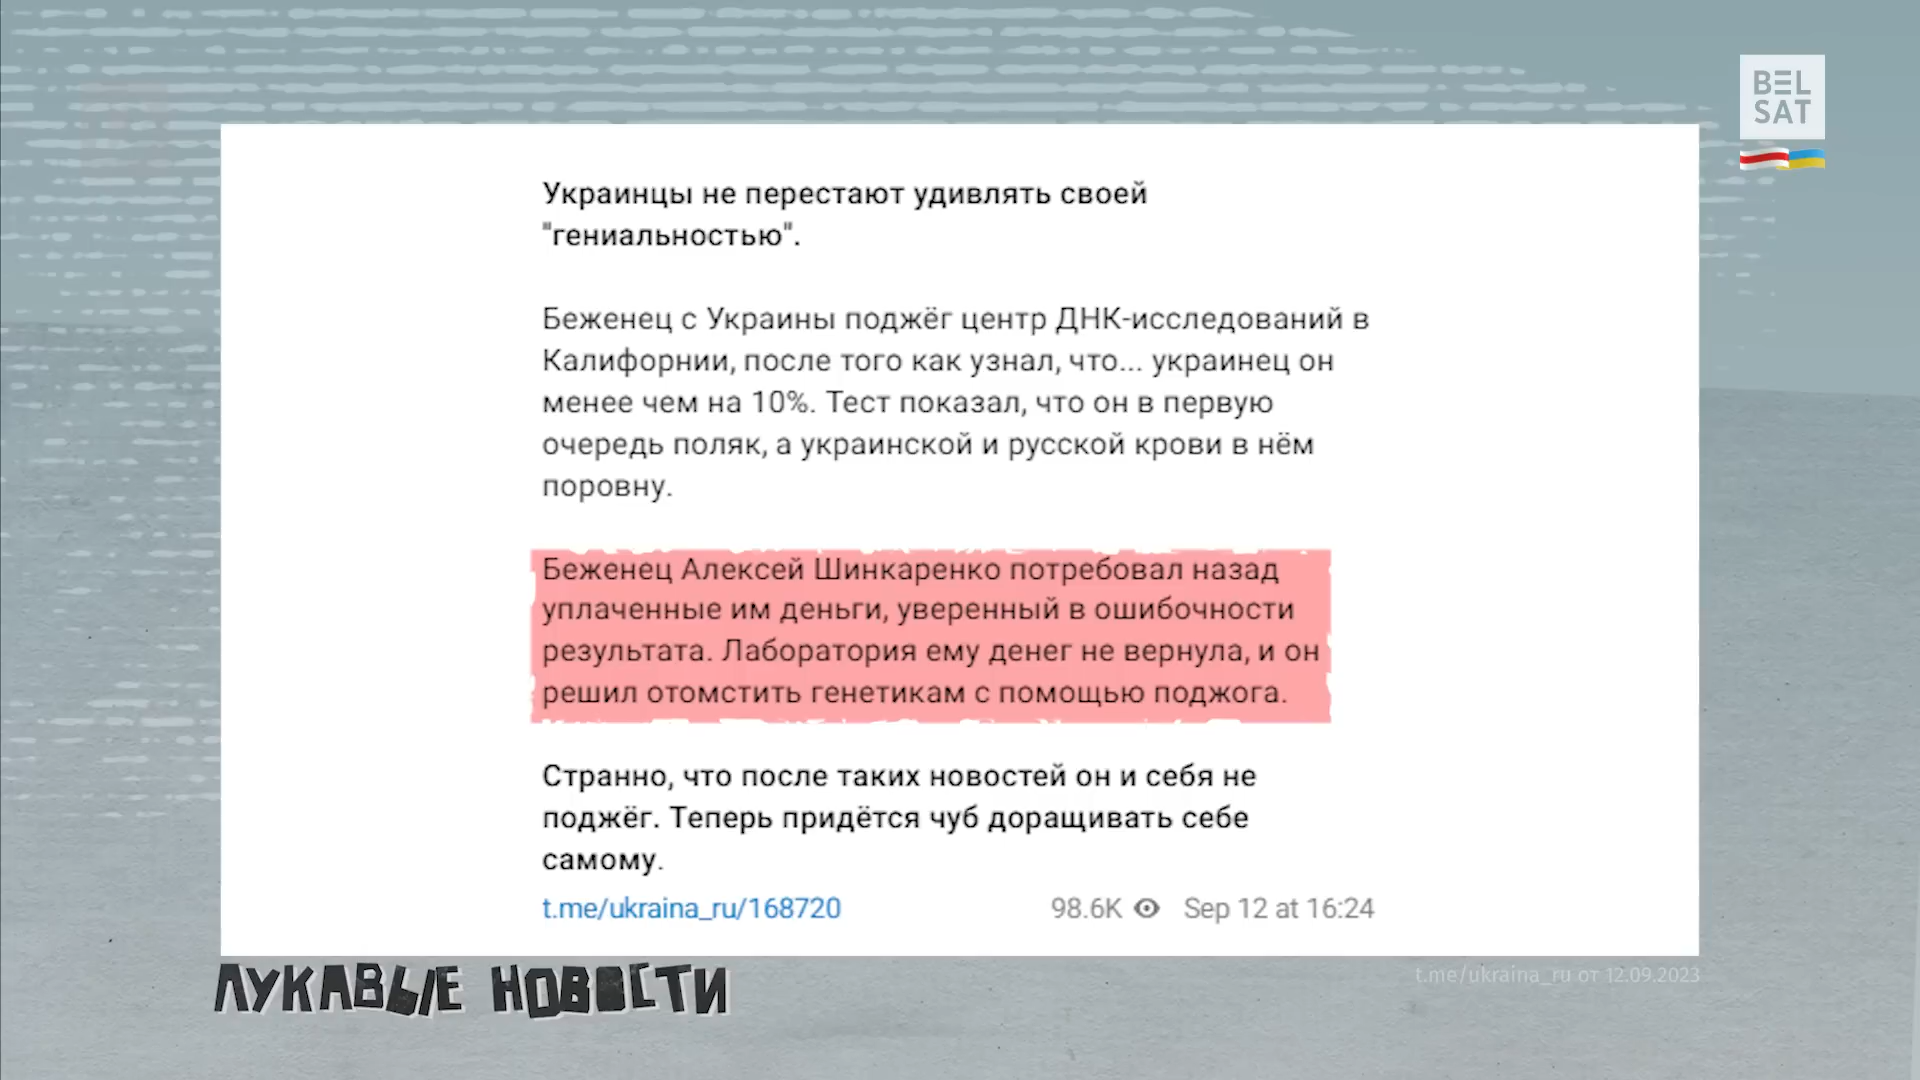 BEL
SAT
Украинцы не перестают удивлять своей
"гениальностью".
Беженец с Украины поджёг центр ДНК-исследований в
Калифорнии, после того как узнал, что... украинец он
менее чем на 10%. Тест показал, что он в первую
очередь поляк, а украинской и русской крови в нём
поровну.
Беженец Алексей Шинкаренко потребовал назад
уплаченные им деньги, уверенный в ошибочности
результата. Лаборатория ему денег не вернула, и он
решил отомстить генетикам с помощью поджога.
Странно, что после таких новостей он и себя не
поджёг. Теперь придётся чуб доращивать себе
самому.
t.me/ukraina_ru/168720 98.6K Sep 12 at 16:24
ЛУКАВЫЕ НОВОСТИ
t.me/ukraina_ru от 12.09.2023